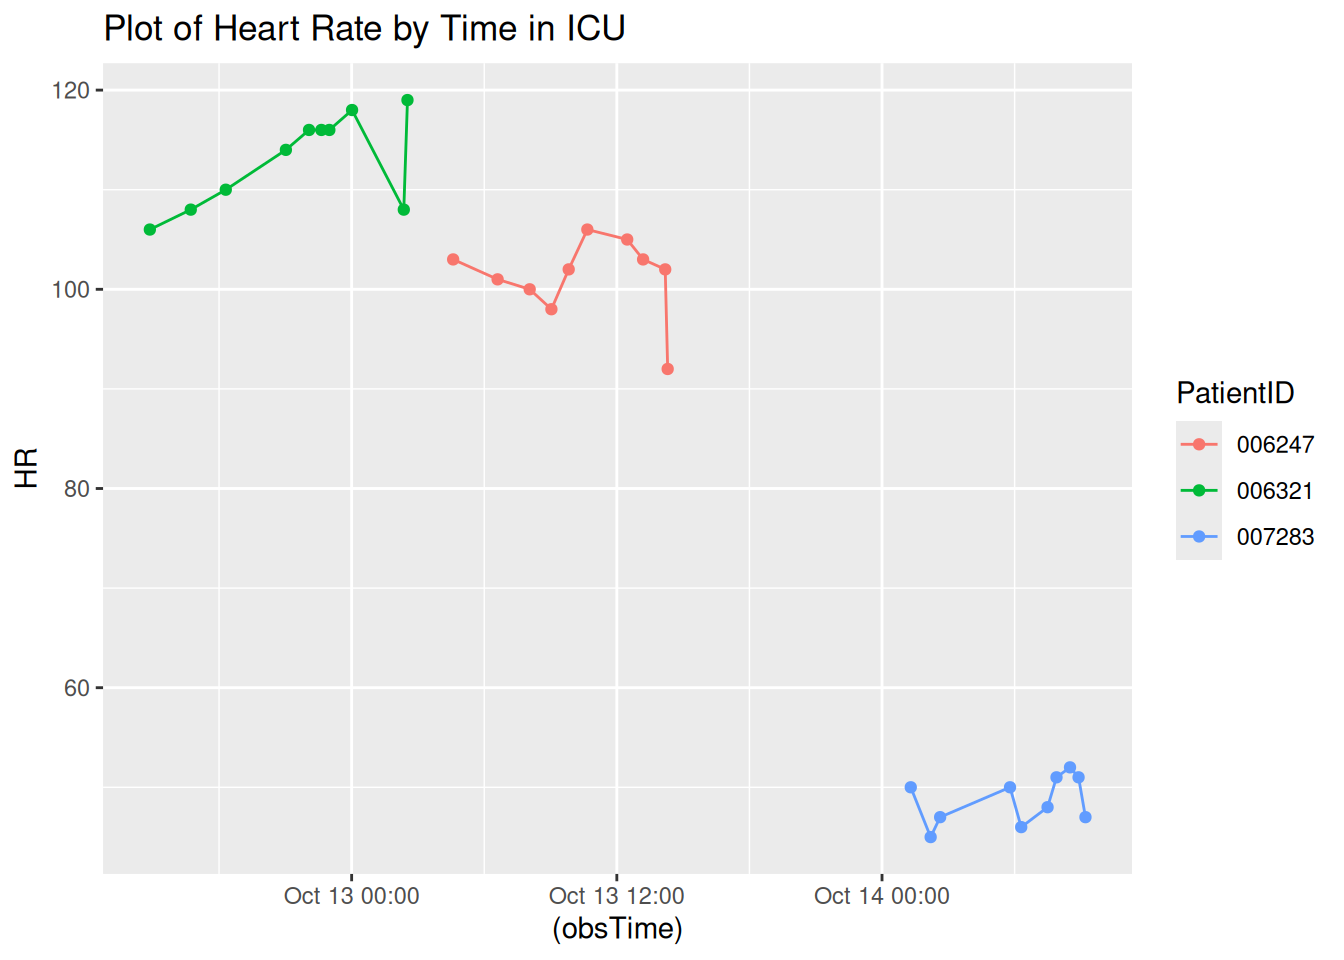 Plot of Heart Rate by Time in ICU
120
100
80
60
HR
Oct 13 00:00
Oct 13 12:00
Oct 14 00:00
(obsTime)
PatientID
006247
006321
007283